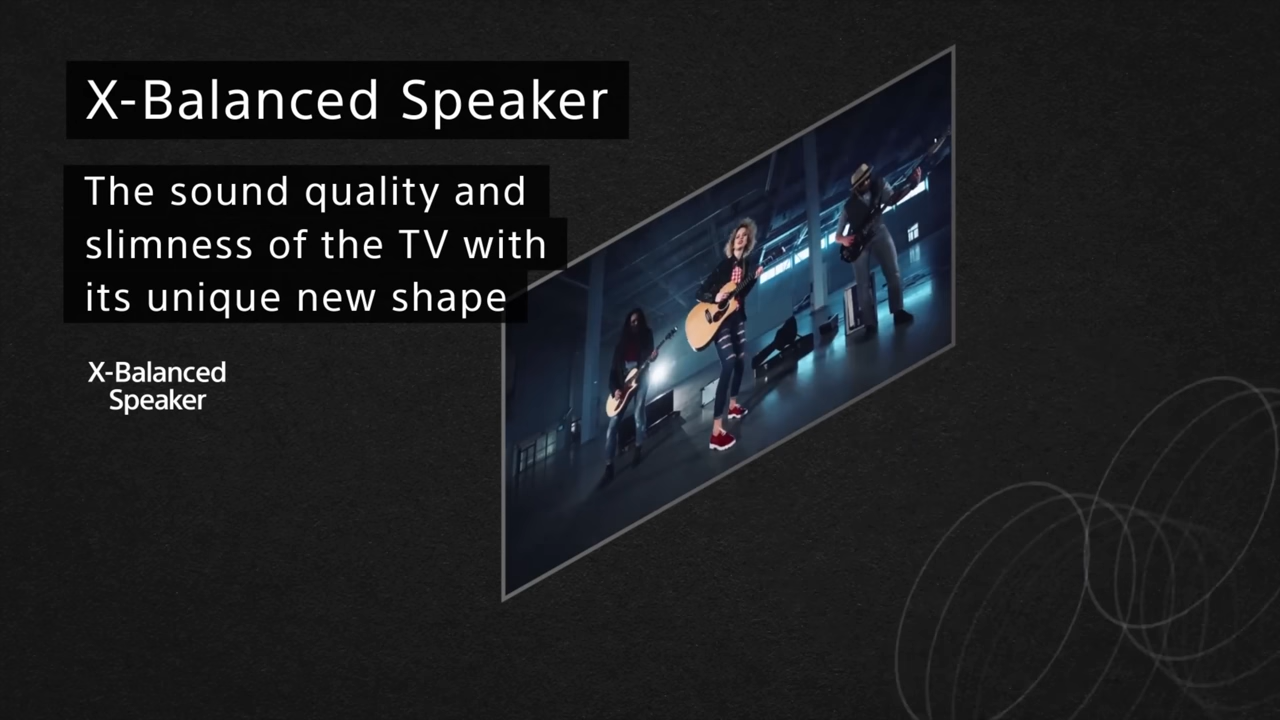 X-Balanced Speaker
The sound quality and
slimness of the TV with
its unique new shape
X-Balanced
Speaker